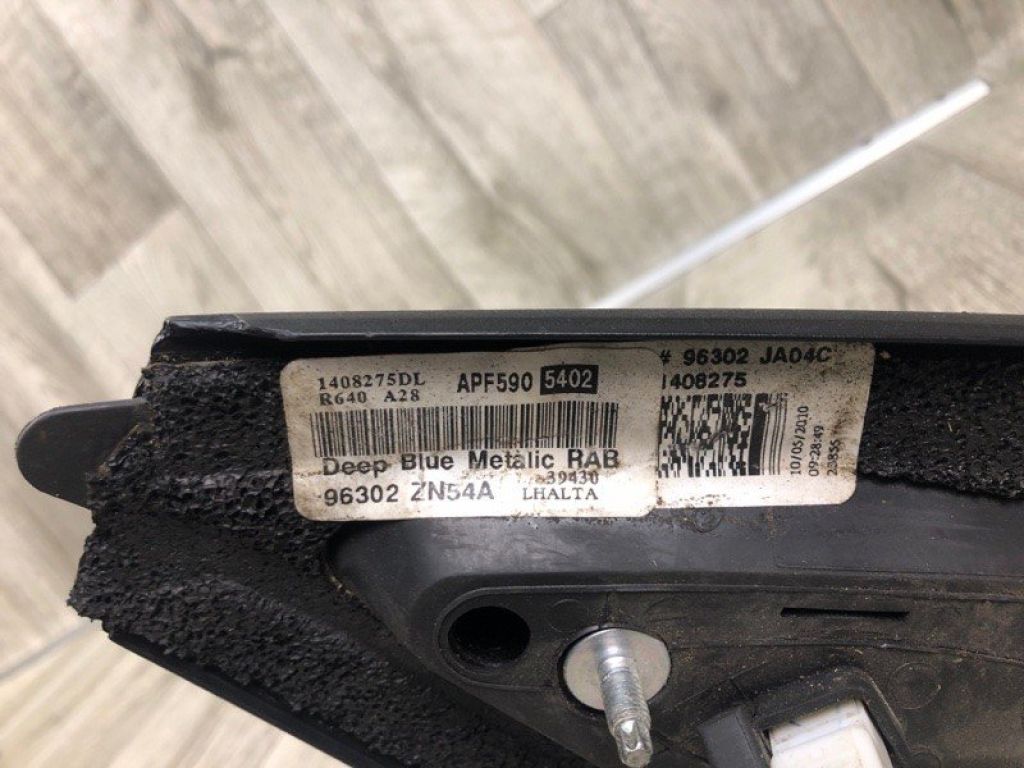 1408275DL APF590 5402
R640 A28
Deep Blue Metalic RAB
39430
96302 ZN54A LHALTA
# 96302 JA04C
1408275
10/05/2010
09:28:49